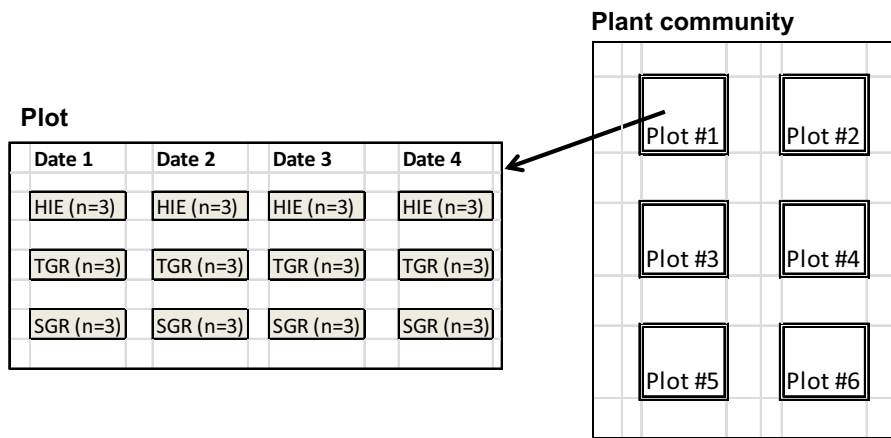 Plant community
Plot #1 Plot #2
Plot #3 Plot #4
Plot #5 Plot #6
Plot
Date 1 Date 2 Date 3 Date 4
HIE (n=3) HIE (n=3) HIE (n=3) HIE (n=3)
TGR (n=3) TGR (n=3) TGR (n=3) TGR (n=3)
SGR (n=3) SGR (n=3) SGR (n=3) SGR (n=3)